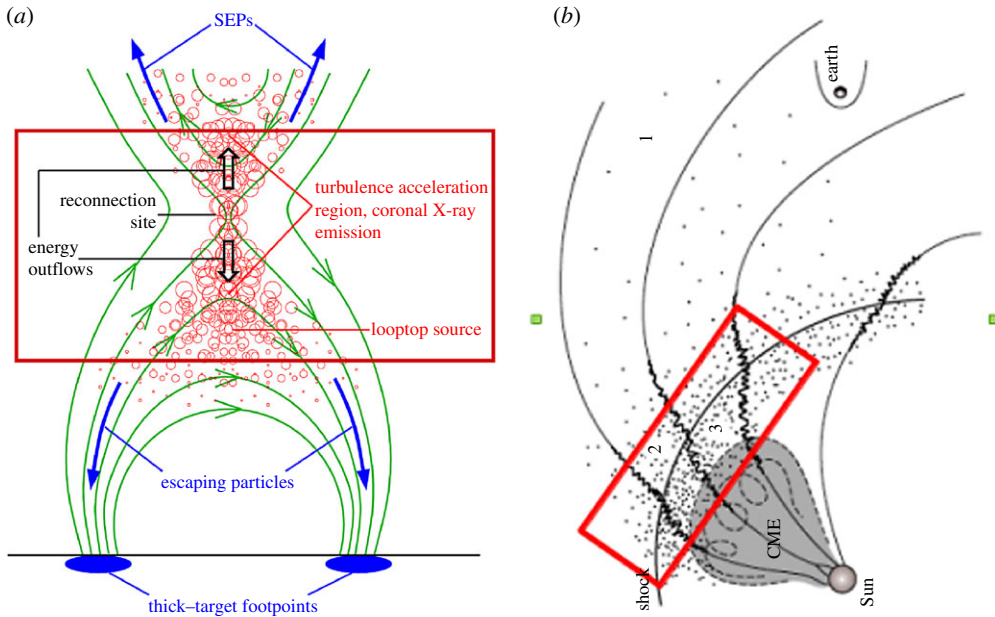 (a)
SEPs
reconnection
site
energy
outflows
turbulence acceleration
region, coronal X-ray
emission
looptop source
escaping particles
thick–target footpoints
(b)
earth
1
2
3
CME
shock
Sun